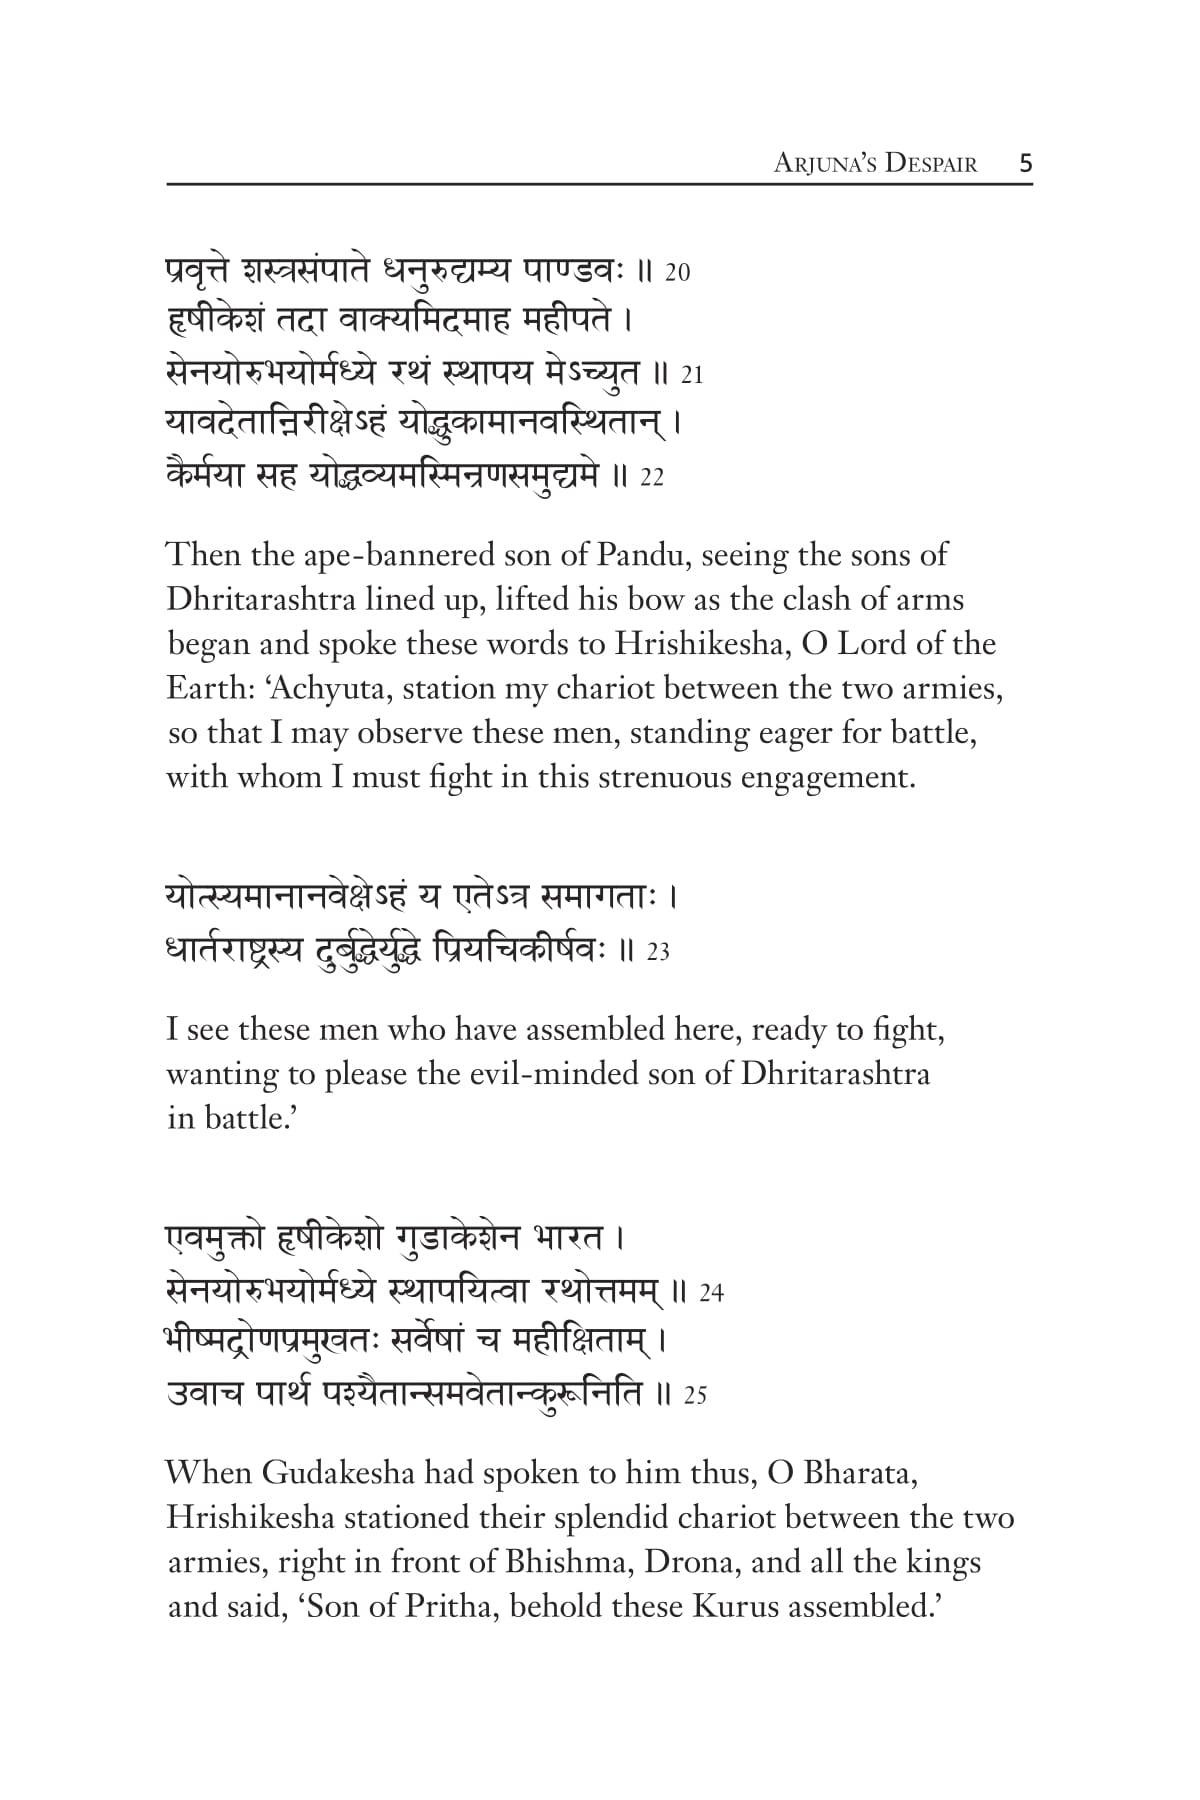 Arjuna’s Despair 5
प्रवृत्ते शस्त्रसंपाते धनुरुद्यम्य पाण्डवः ॥ 20
हृषीकेशं तदा वाक्यमिदमाह महीपते ।
सेनयोरुभयोर्मध्ये रथं स्थापय मेऽच्युत ॥ 21
यावदेतान्निरीक्षेऽहं योद्धुकामानवस्थितान् ।
कैर्मया सह योद्धव्यमस्मिन्रणसमुद्यमे ॥ 22
Then the ape-bannered son of Pandu, seeing the sons of
Dhritarashtra lined up, lifted his bow as the clash of arms
began and spoke these words to Hrishikesha, O Lord of the
Earth: ‘Achyuta, station my chariot between the two armies,
so that I may observe these men, standing eager for battle,
with whom I must fight in this strenuous engagement.
योत्स्यमानानवेक्षेऽहं य एतेऽत्र समागताः ।
धार्तराष्ट्रस्य दुर्बुद्धेर्युद्धे प्रियचिकीर्षवः ॥ 23
I see these men who have assembled here, ready to fight,
wanting to please the evil-minded son of Dhritarashtra
in battle.’
एवमुक्तो हृषीकेशो गुडाकेशेन भारत ।
सेनयोरुभयोर्मध्ये स्थापयित्वा रथोत्तमम् ॥ 24
भीष्मद्रोणप्रमुखतः सर्वेषां च महीक्षिताम् ।
उवाच पार्थ पश्यैतान्समवेतान्कुरूनिति ॥ 25
When Gudakesha had spoken to him thus, O Bharata,
Hrishikesha stationed their splendid chariot between the two
armies, right in front of Bhishma, Drona, and all the kings
and said, ‘Son of Pritha, behold these Kurus assembled.’